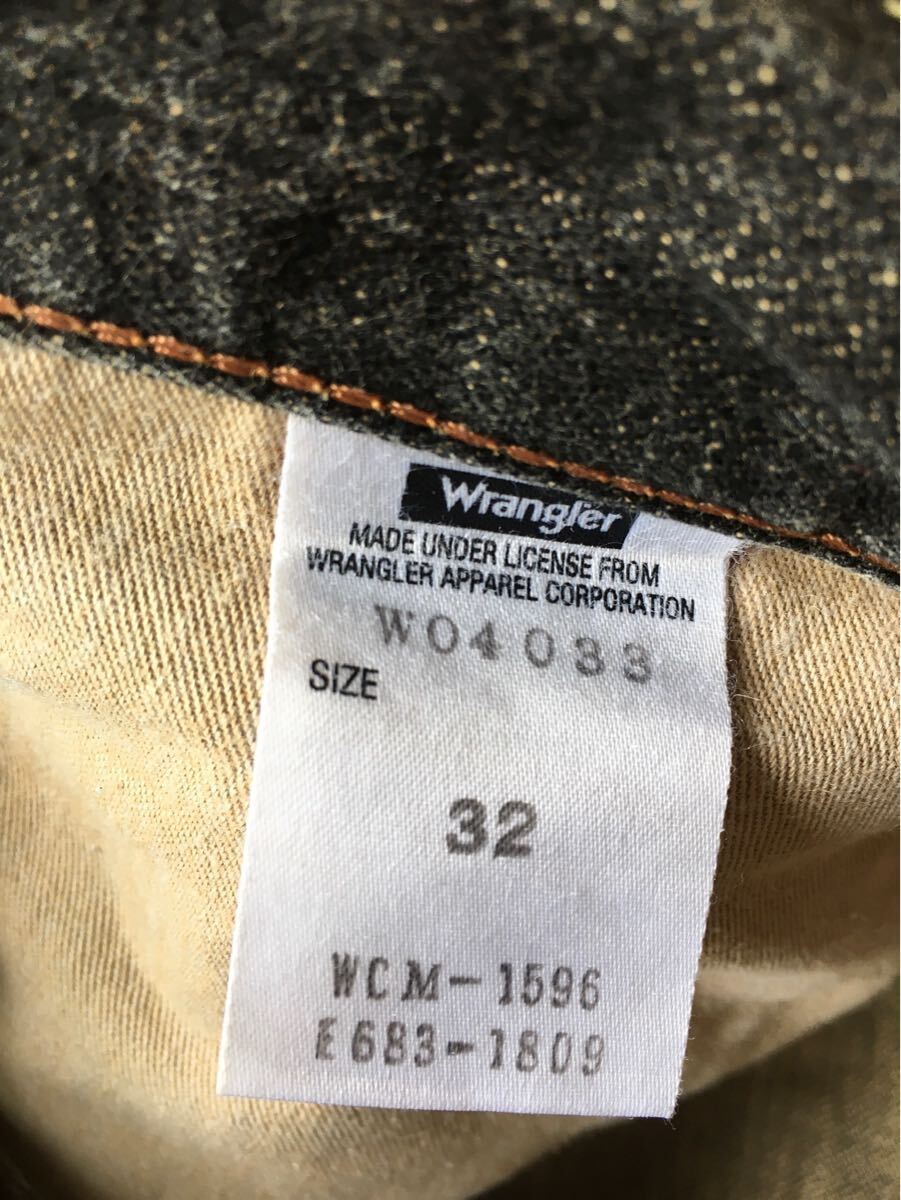 Wrangler
MADE UNDER LICENSE FROM
WRANGLER APPAREL CORPORATION
W04033
SIZE
32
WCM-1596
E683-1809